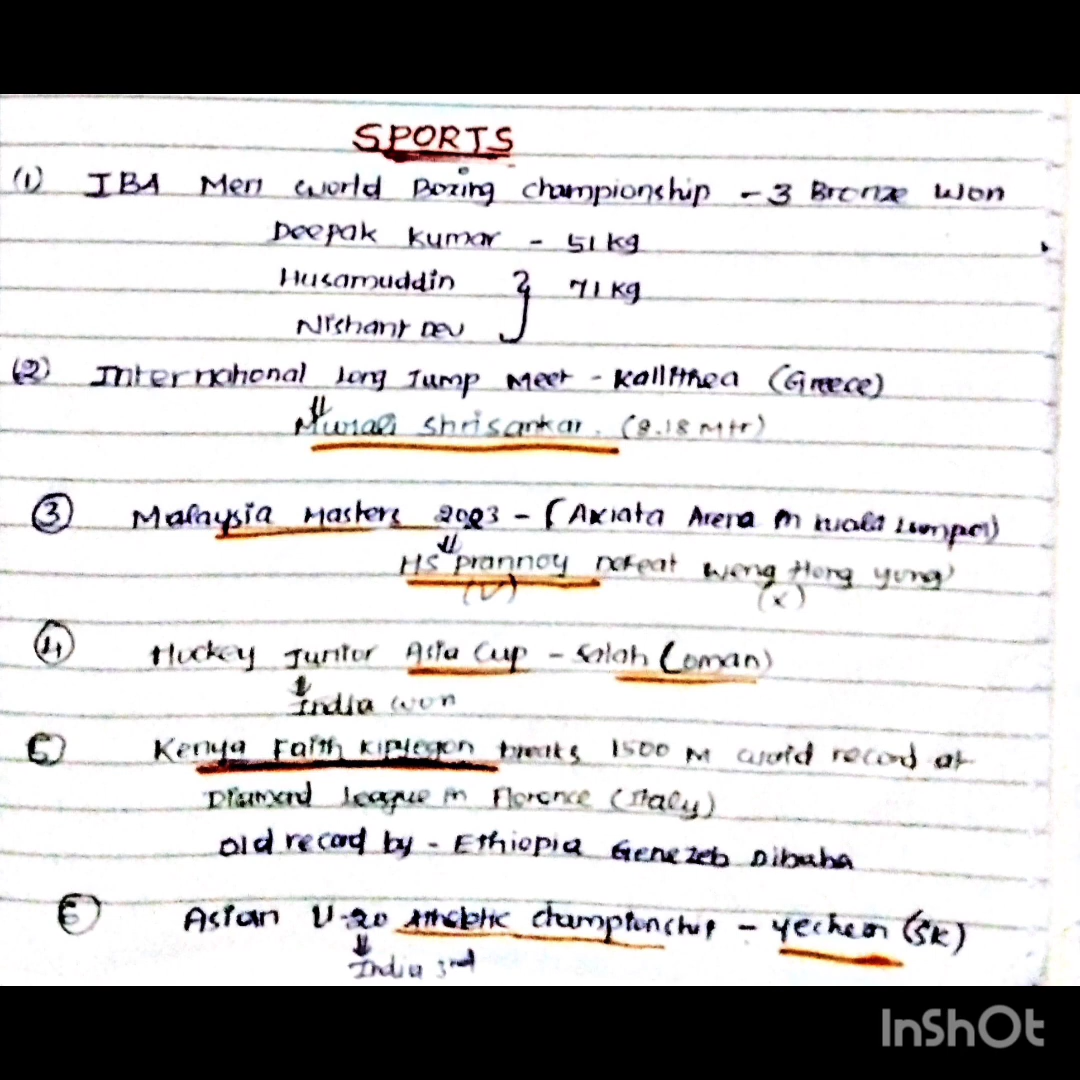 SPORTS
(1) IBA Men world Boxing championship - 3 Bronze Won
Deepak Kumar - 51 kg
Husamuddin } 71 kg
Nishant Dev
(2) International long Jump Meet - Kallithea (Greece)
Murali Shrisankar. (8.18 Mtr)
(3) Malaysia Masters 2023 - (Axiata Arena in Kuala Lumper)
HS prannoy defeat Weng Hong yung
(✓) (x)
(4) Hockey Junior Asia Cup - Salah (oman)
India won
5) Kenya Faith Kipyegon breaks 1500 M world record at
Diamond league in Florence (Italy)
Old record by - Ethiopia Genezeb Dibaba
6) Asian U-20 championchip - Yecheon (SK)
India 3rd
InShOt